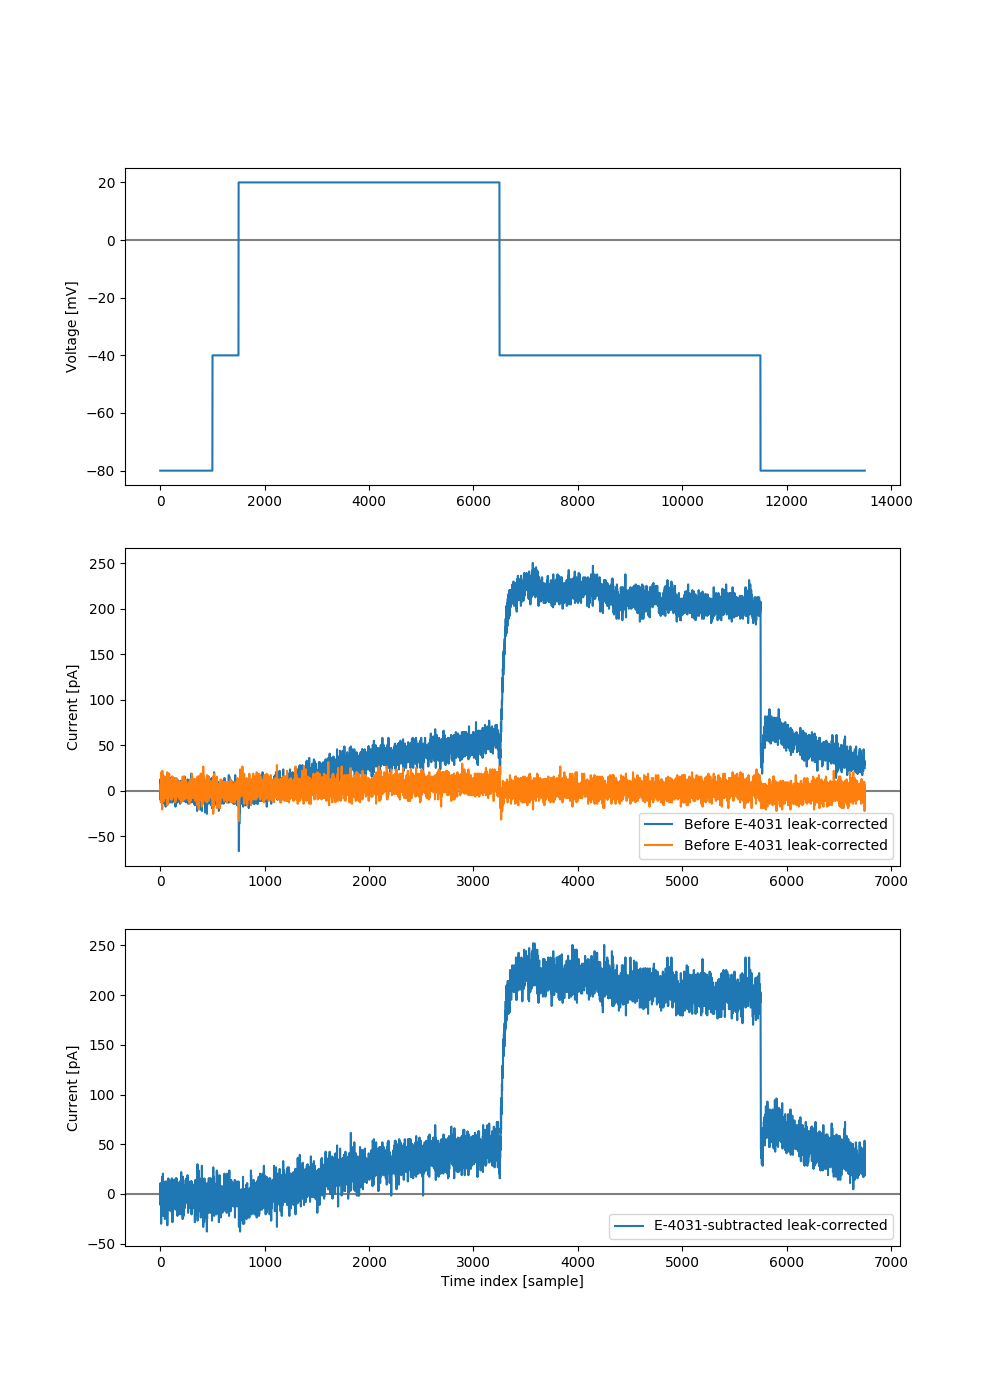 20
0
−20
−40
−60
−80
Voltage [mV]
0 2000 4000 6000 8000 10000 12000 14000
250
200
150
100
50
0
−50
Current [pA]
Before E-4031 leak-corrected
Before E-4031 leak-corrected
0 1000 2000 3000 4000 5000 6000 7000
250
200
150
100
50
0
−50
Current [pA]
E-4031-subtracted leak-corrected
0 1000 2000 3000 4000 5000 6000 7000
Time index [sample]